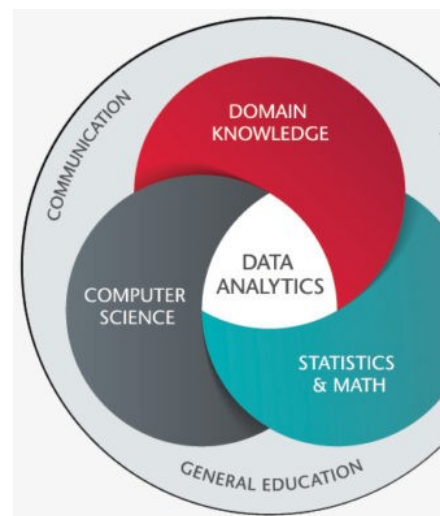 COMMUNICATION
DOMAIN
KNOWLEDGE
DATA
ANALYTICS
COMPUTER
SCIENCE
STATISTICS
& MATH
GENERAL EDUCATION